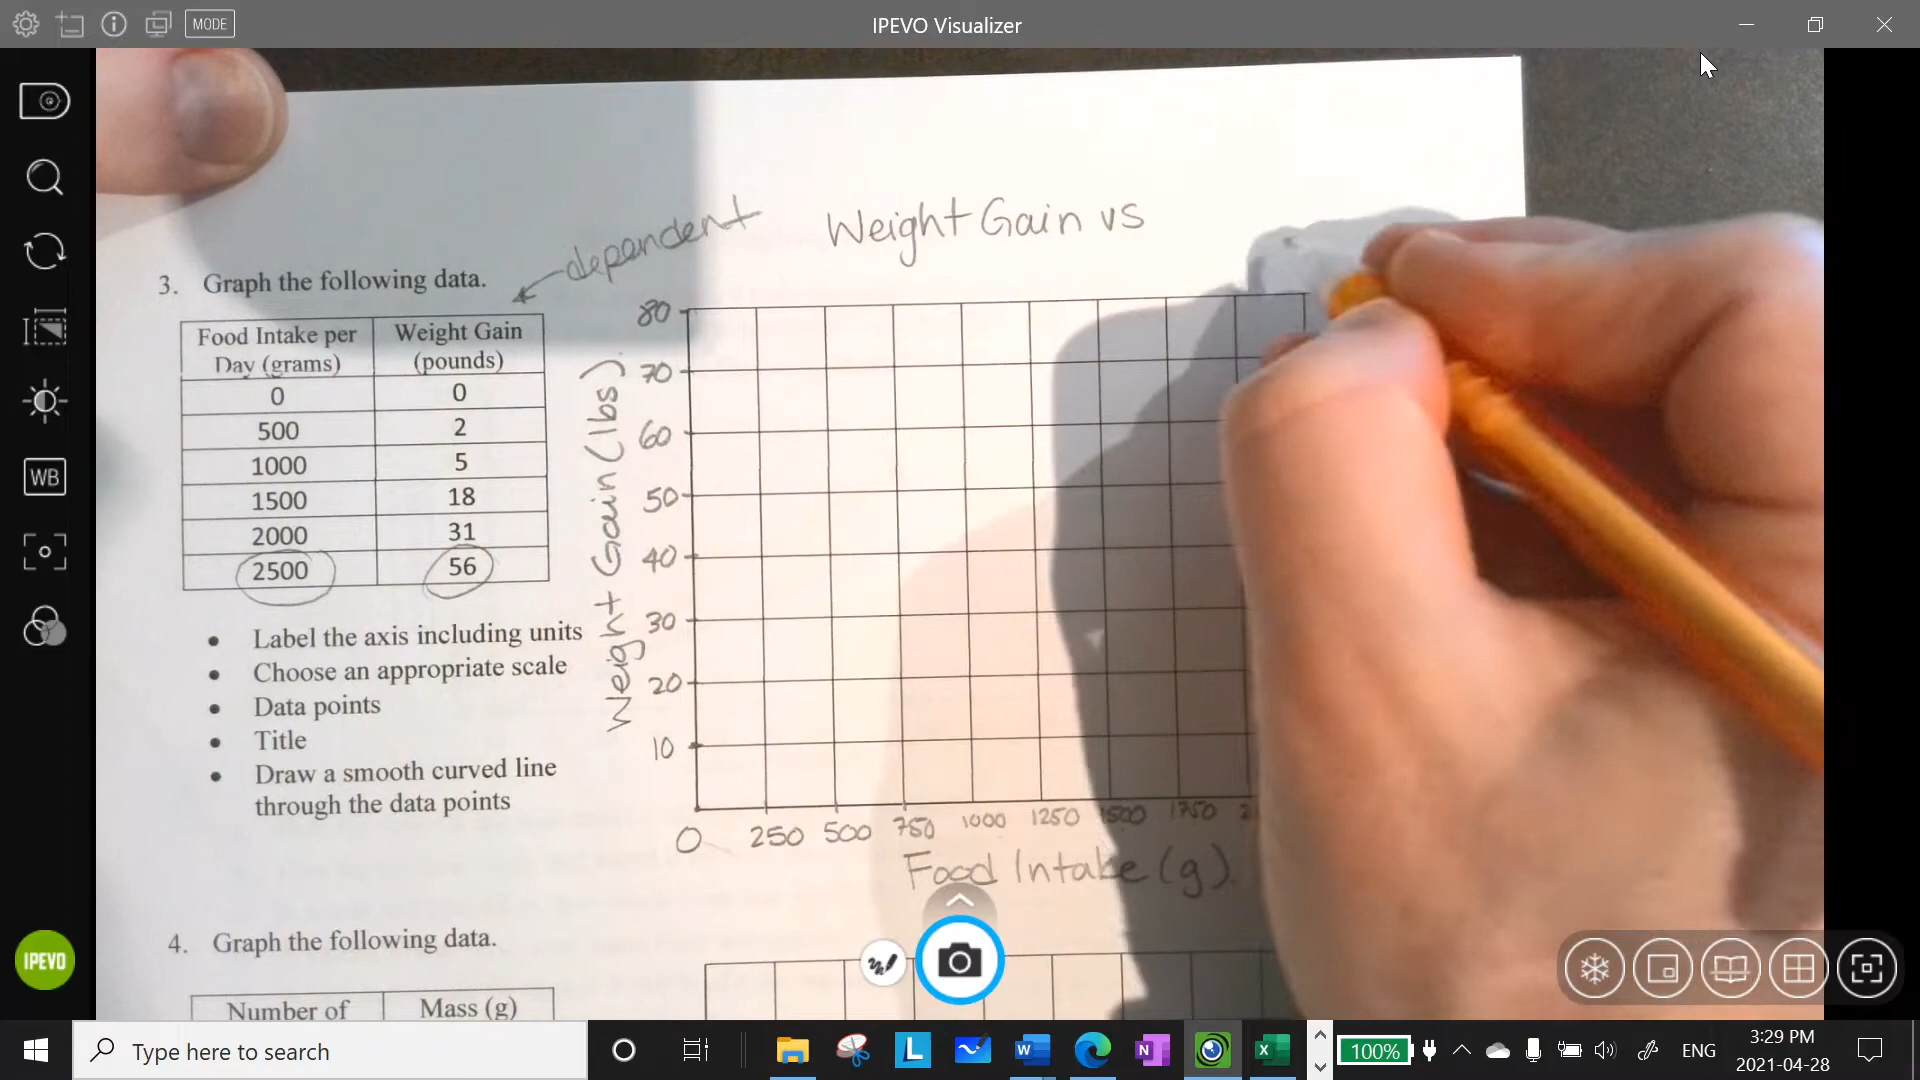 MODE
IPEVO Visualizer
Weight Gain vs
dependent
3. Graph the following data.
Food Intake per Day (grams) Weight Gain (pounds)
0 0
500 2
1000 5
1500 18
2000 31
2500 56
• Label the axis including units
• Choose an appropriate scale
• Data points
• Title
• Draw a smooth curved line
through the data points
Weight Gain (lbs)
80
70
60
50
40
30
20
10
0 250 500 750 1000 1250 1500 1750
Food Intake (g).
4. Graph the following data.
Number of Mass (g)
WB
IPEVO
Type here to search
100%
ENG
3:29 PM
2021-04-28